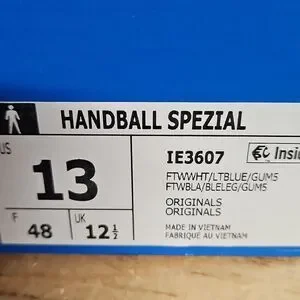 HANDBALL SPEZIAL
US
13
F
48
UK
12½
IE3607
FTWWHT/LTBLUE/GUM5
FTWBLA/BLELEG/GUM5
ORIGINALS
ORIGINALS
MADE IN VIETNAM
FABRIQUÉ AU VIETNAM